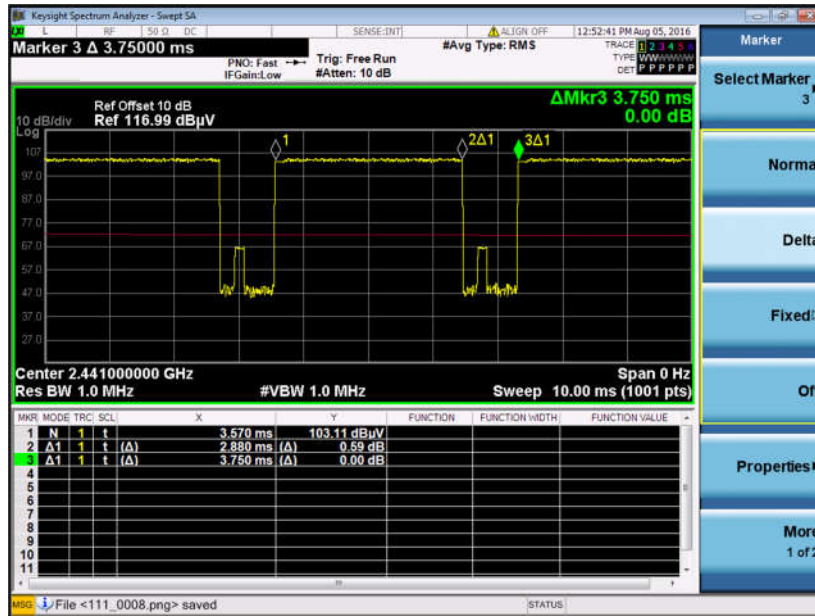 Keysight Spectrum Analyzer - Swept SA
L RF 50 Ω DC SENSE:INT ALIGN OFF 12:52:41 PM Aug 05, 2016
Marker 3 Δ 3.75000 ms
PNO: Fast
IFGain:Low
Trig: Free Run
#Atten: 10 dB
#Avg Type: RMS
TRACE 1 2 3 4 5 6
TYPE WWWWWW
DET P P P P P P
ΔMkr3 3.750 ms
0.00 dB
Ref Offset 10 dB
10 dB/div Ref 116.99 dBµV
Log
107
97.0
87.0
77.0
67.0
57.0
47.0
37.0
27.0
1
2Δ1
3Δ1
Center 2.441000000 GHz Span 0 Hz
Res BW 1.0 MHz #VBW 1.0 MHz Sweep 10.00 ms (1001 pts)
MKR MODE TRC SCL X Y FUNCTION FUNCTION WIDTH FUNCTION VALUE
1 N 1 t 3.570 ms 103.11 dBµV
2 Δ1 1 t (Δ) 2.880 ms (Δ) 0.59 dB
3 Δ1 1 t (Δ) 3.750 ms (Δ) 0.00 dB
4
5
6
7
8
9
10
11
MSG File <111_0008.png> saved STATUS
Marker
Select Marker
3
Norma
Delta
Fixed
Of
Properties
More
1 of 2